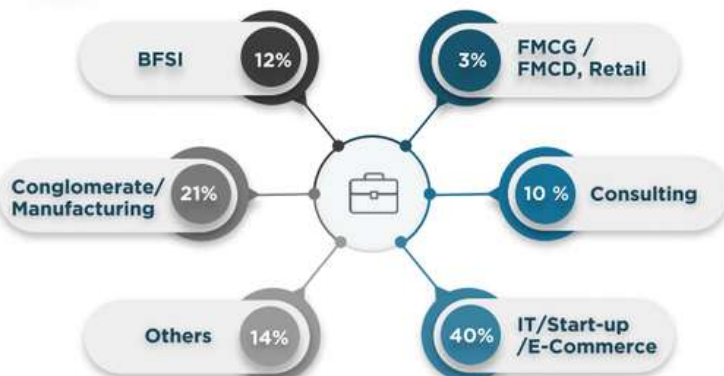 BFSI
12%
3%
FMCG /
FMCD, Retail
Conglomerate/
Manufacturing
21%
10 %
Consulting
Others
14%
40%
IT/Start-up
/E-Commerce